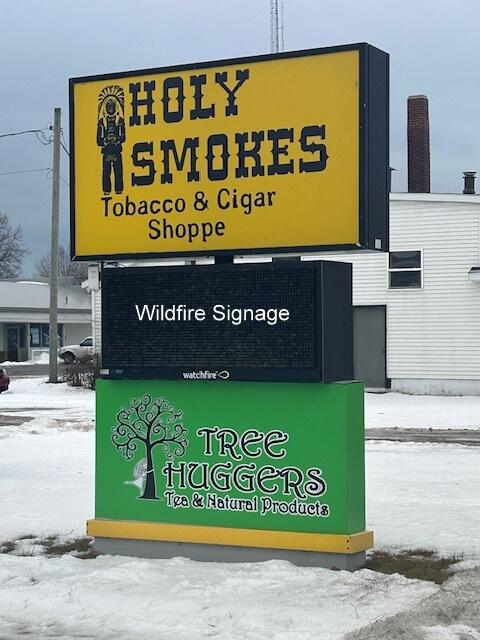 HOLY
SMOKES
Tobacco & Cigar
Shoppe
Wildfire Signage
watchfire
TREE
HUGGERS
Tea & Natural Products